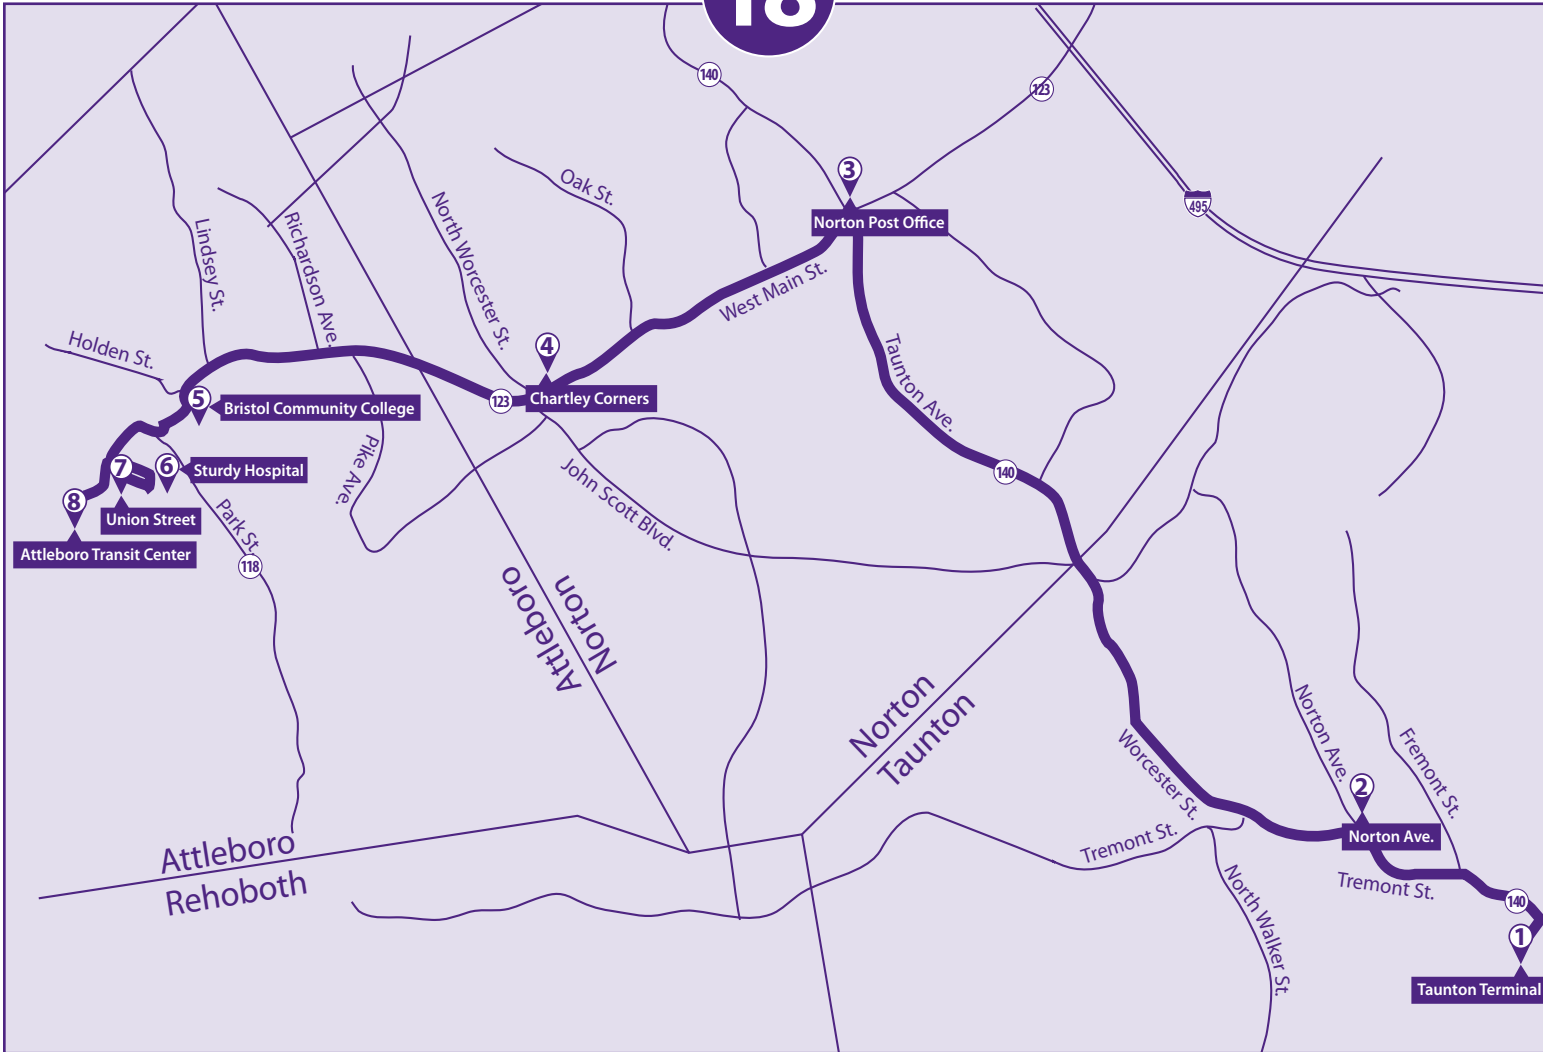 18
140
123
3
495
Oak St.
Norton Post Office
North Worcester St.
Lindsey St.
Richardson Ave.
West Main St.
Holden St.
4
Taunton Ave.
5
Bristol Community College
123
Chartley Corners
Pike Ave.
7
6
Sturdy Hospital
John Scott Blvd.
140
8
Union Street
Park St.
Attleboro Transit Center
118
Attleboro
Norton
Norton
Taunton
Norton Ave.
Fremont St.
Worcester St.
2
Norton Ave.
Tremont St.
Attleboro
Rehoboth
Tremont St.
North Walker St.
140
1
Taunton Terminal